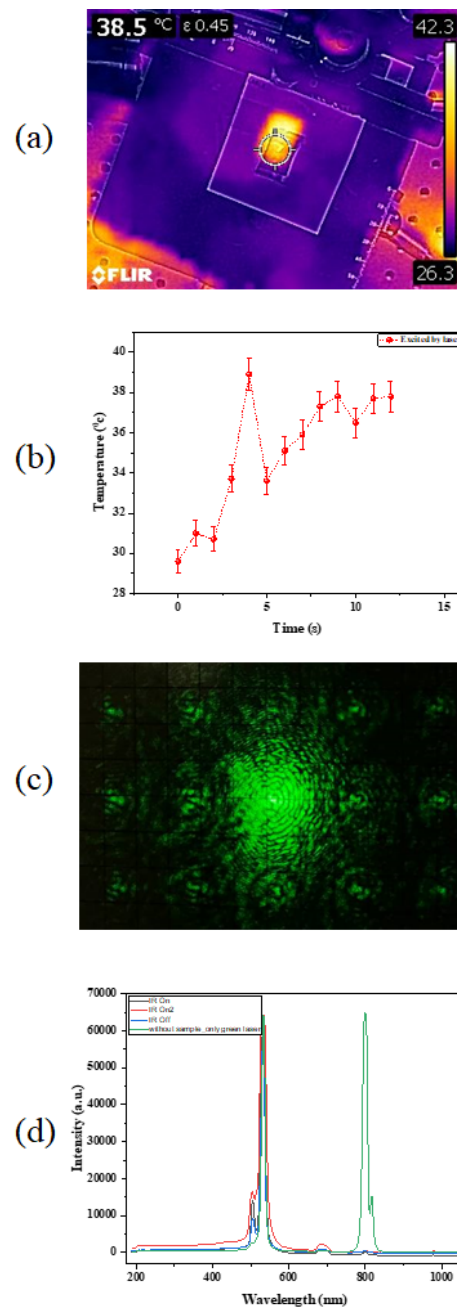 (a)
38.5 °C ε 0.45
42.3
26.3
FLIR
(b)
Excited by laser
Temperature (°c)
40
38
36
34
32
30
28
0
5
10
15
Time (s)
(c)
(d)
IR On
IR On2
IR Off
without sample_only green laser
Intensity (a.u.)
70000
60000
50000
40000
30000
20000
10000
0
200
400
600
800
1000
Wavelength (nm)